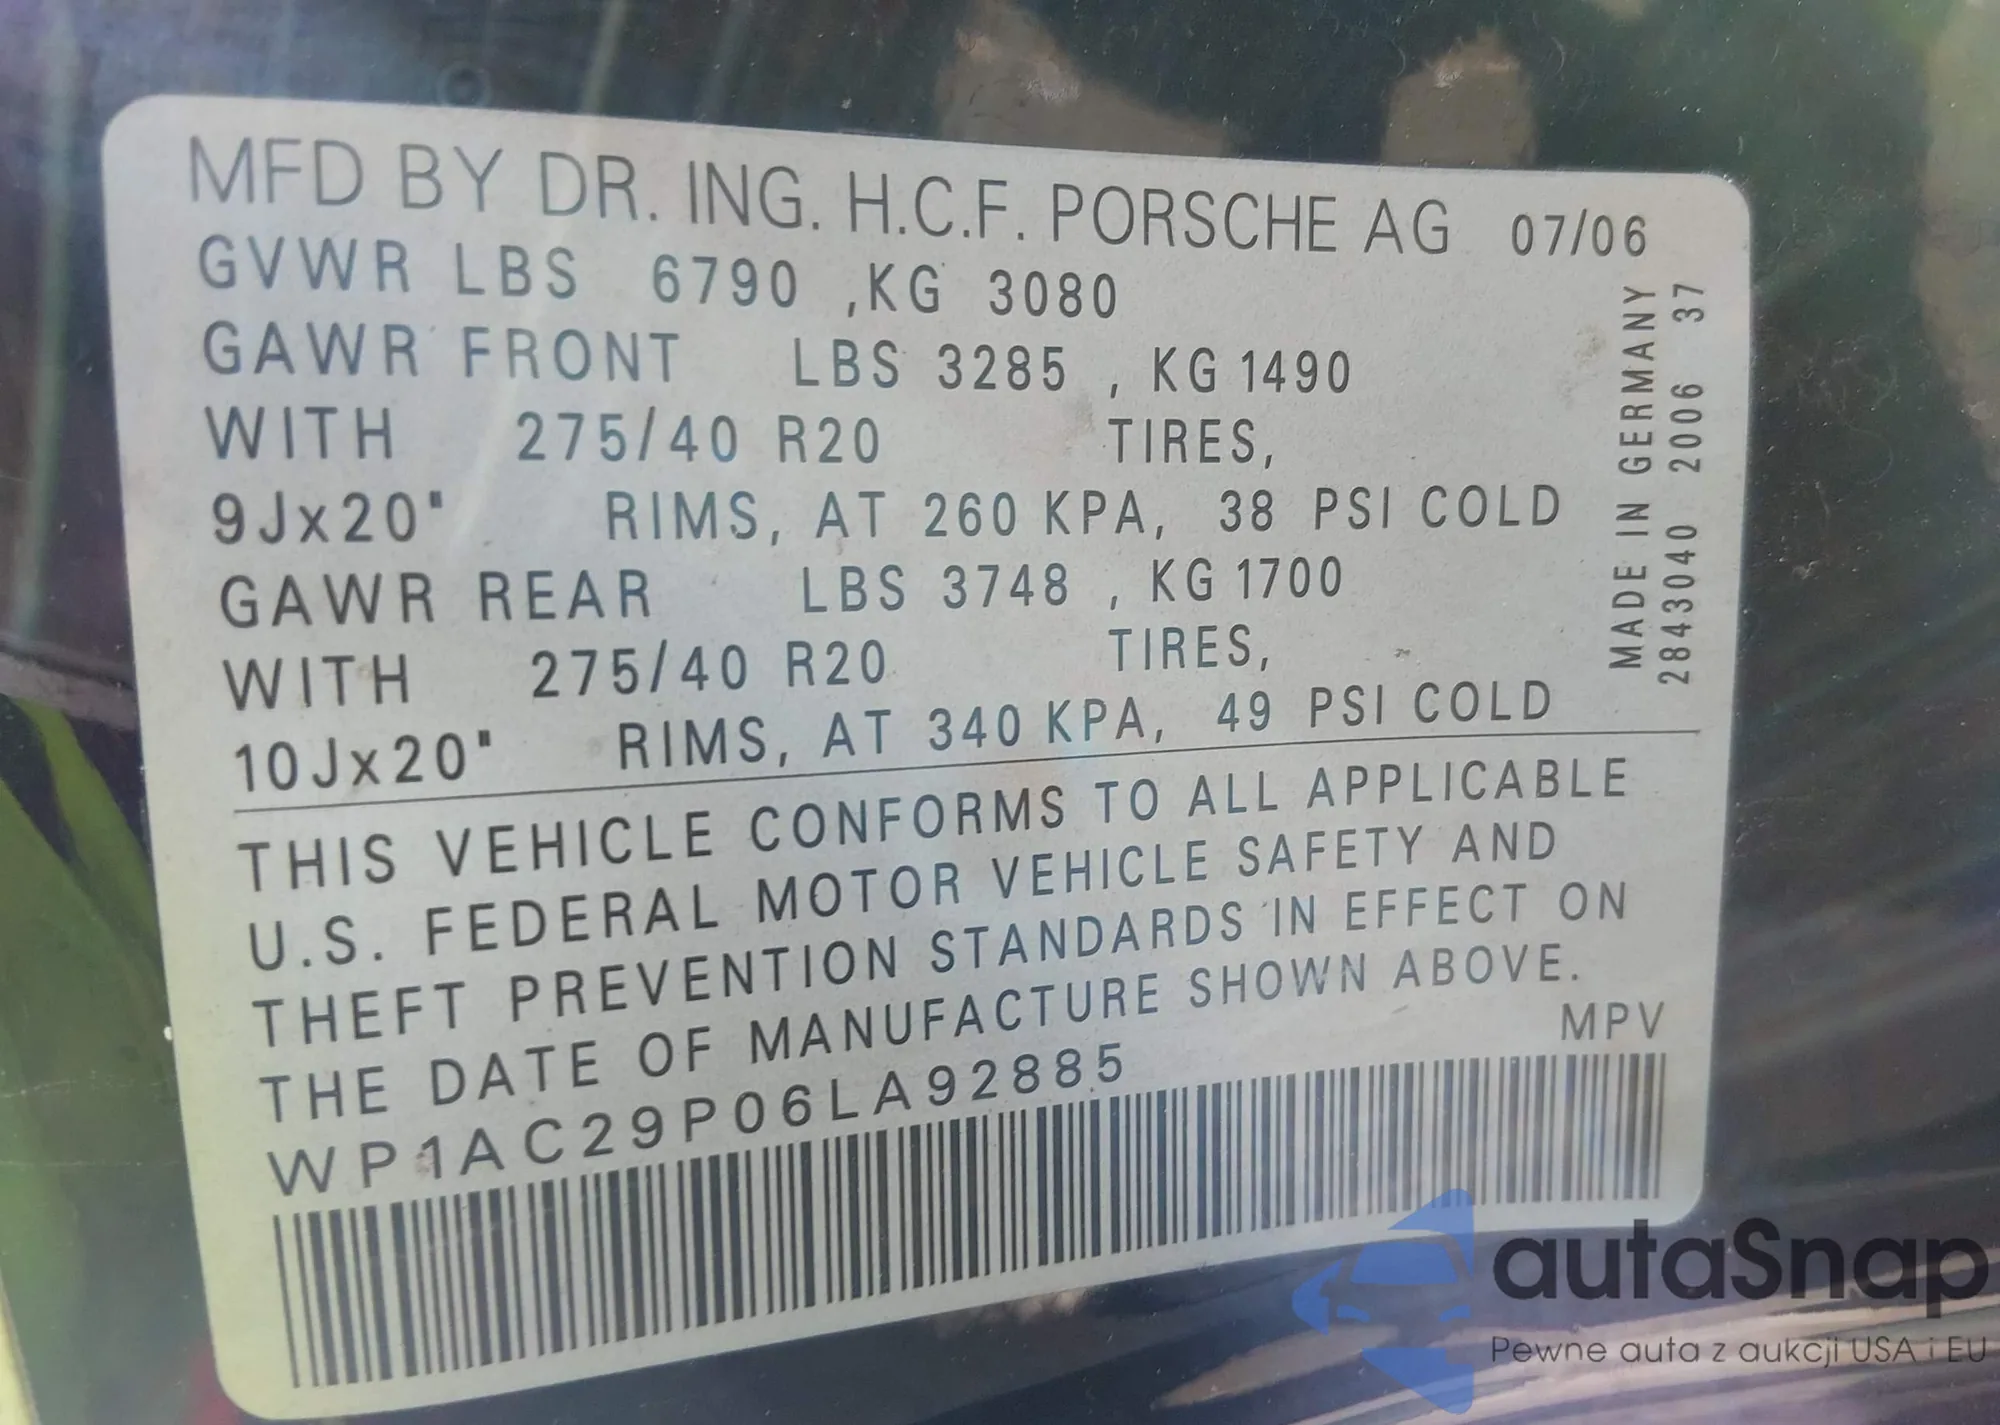 MFD BY DR. ING. H.C.F. PORSCHE AG 07/06
GVWR LBS 6790 ,KG 3080
GAWR FRONT LBS 3285 , KG 1490
WITH 275/40 R20 TIRES,
9Jx20" RIMS, AT 260 KPA, 38 PSI COLD
GAWR REAR LBS 3748 , KG 1700
WITH 275/40 R20 TIRES,
10Jx20" RIMS, AT 340 KPA, 49 PSI COLD
MADE IN GERMANY
2843040 2006 37
THIS VEHICLE CONFORMS TO ALL APPLICABLE
U.S. FEDERAL MOTOR VEHICLE SAFETY AND
THEFT PREVENTION STANDARDS IN EFFECT ON
THE DATE OF MANUFACTURE SHOWN ABOVE.
WP1AC29P06LA92885 MPV
autaSnap
Pewne auta z aukcji USA i EU